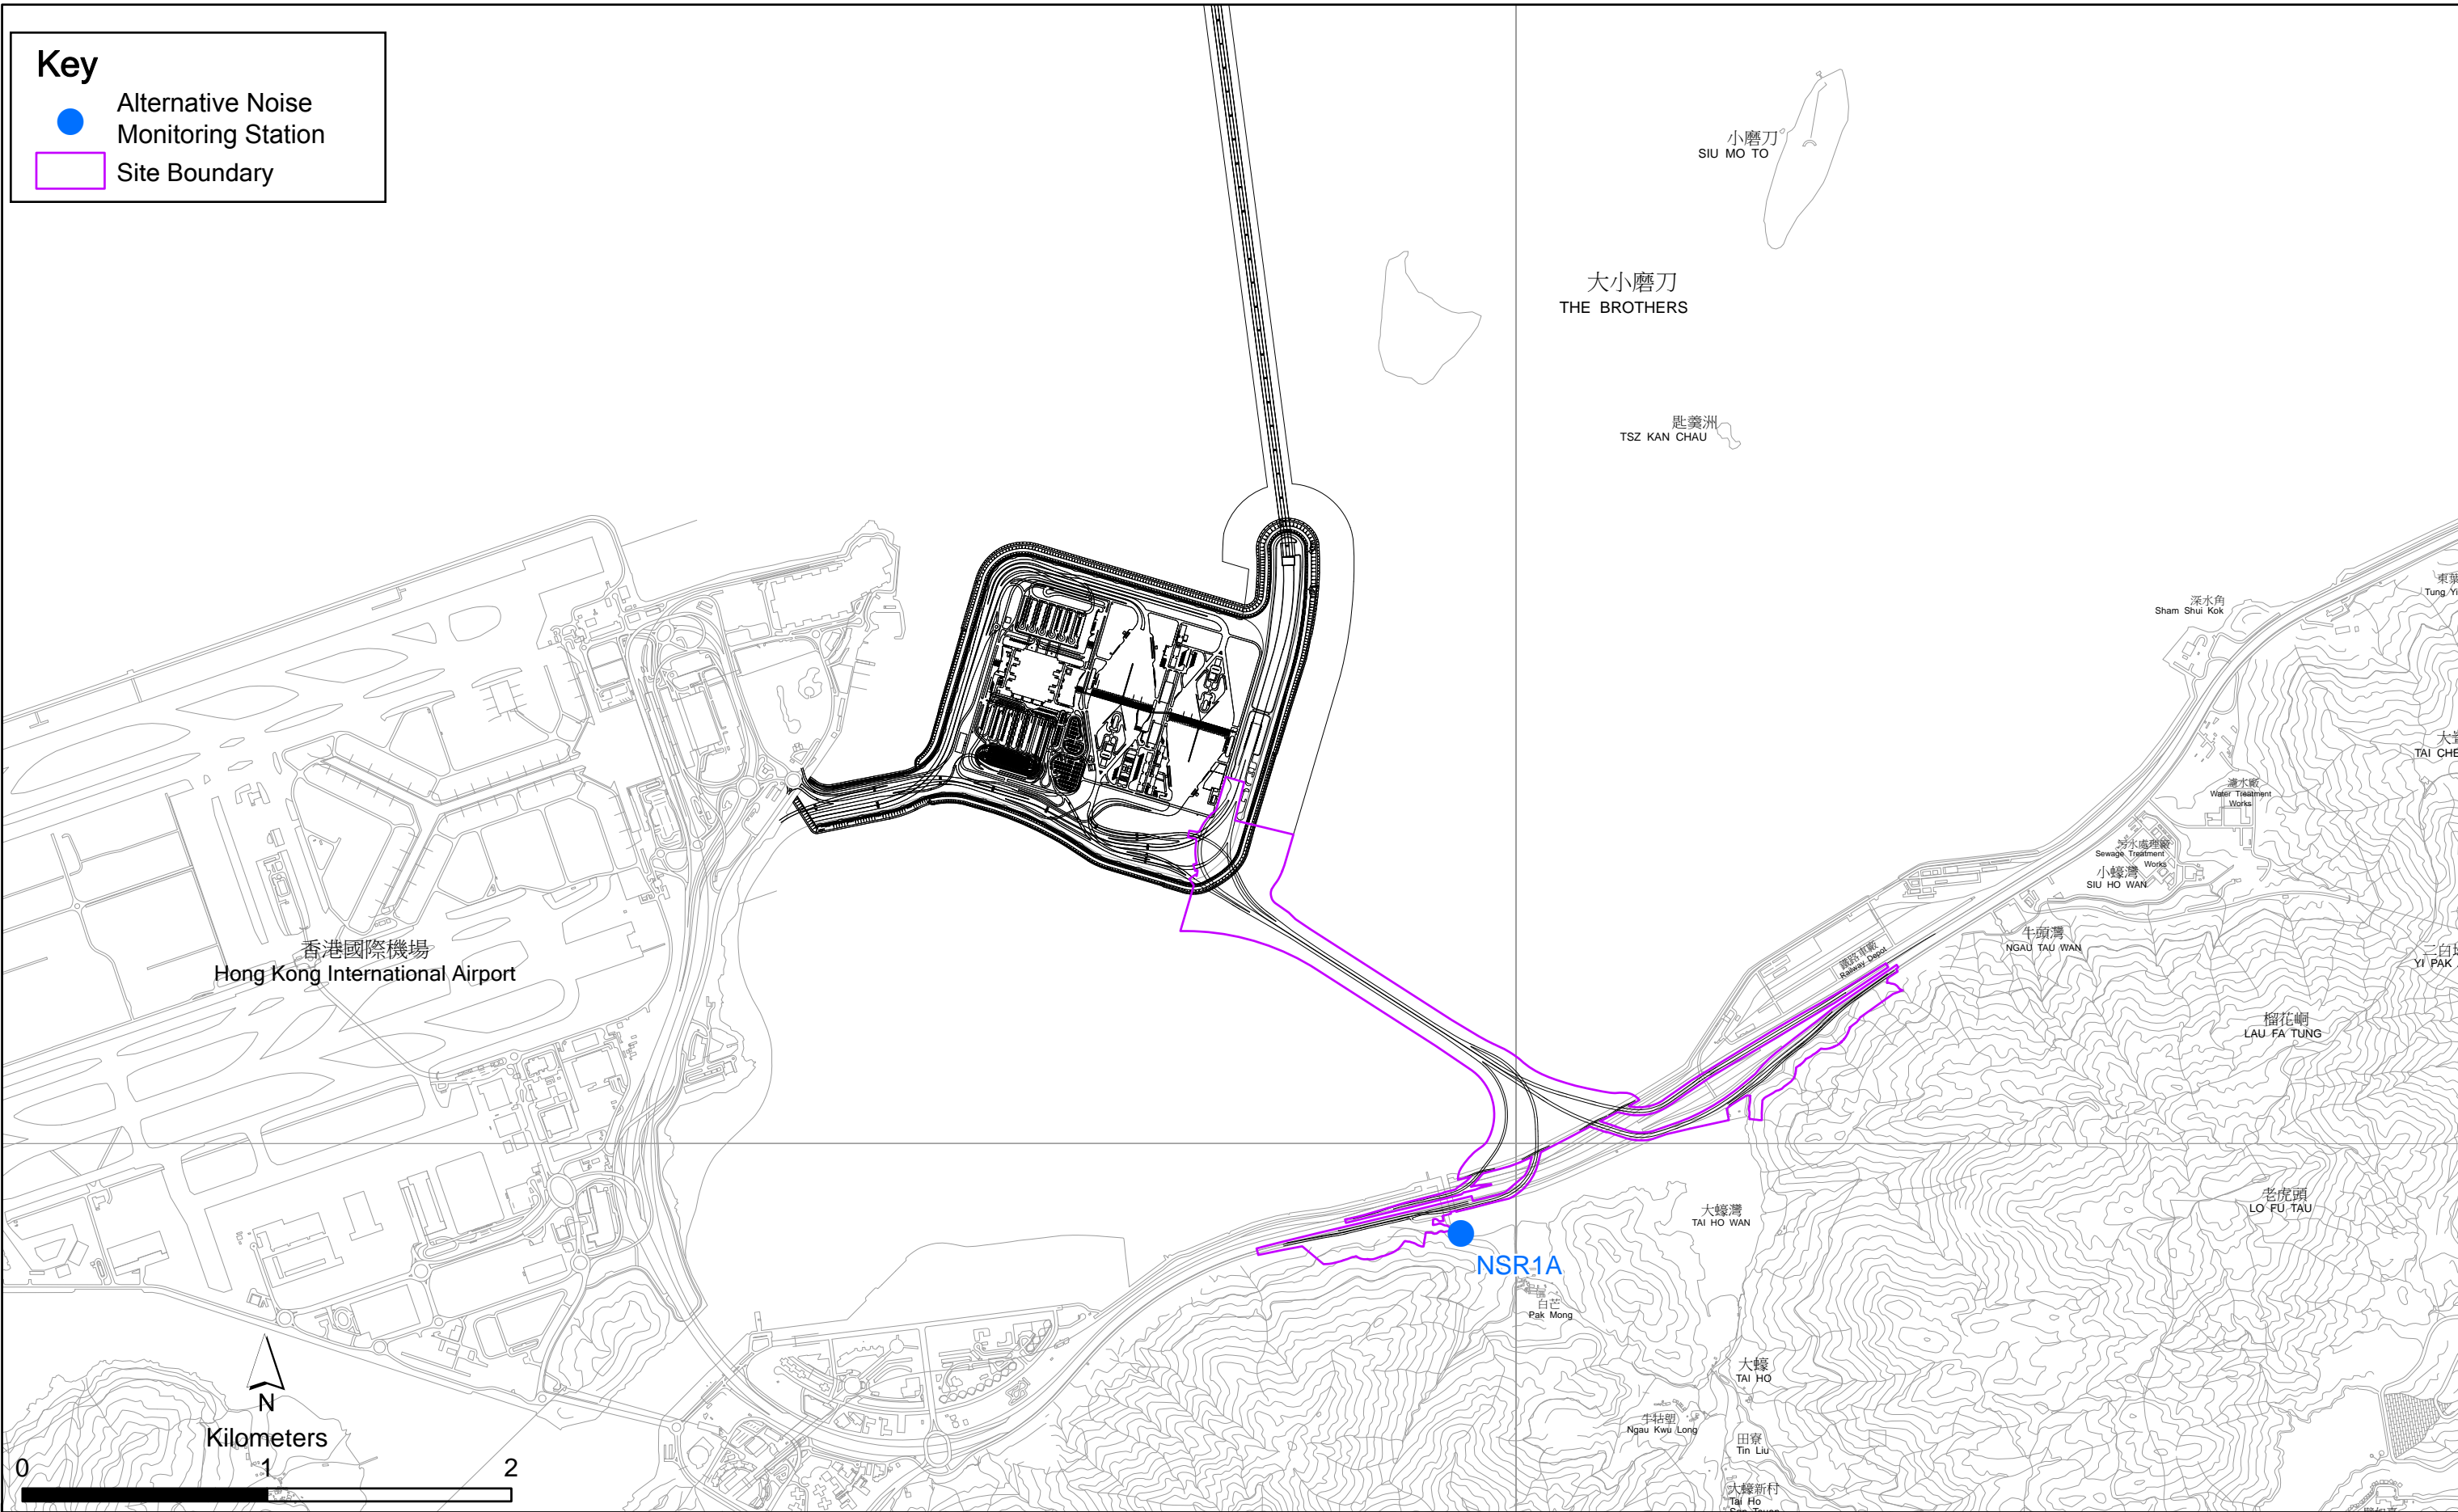 Key
Alternative Noise
Monitoring Station
Site Boundary
小磨刀
SIU MO TO
大小磨刀
THE BROTHERS
匙羹洲
TSZ KAN CHAU
深水角
Sham Shui Kok
Tung
TAI
濾水廠
Water Treatment
Works
污水處理廠
Sewage Treatment
Works
小蠔灣
SIU HO WAN
牛頭灣
NGAU TAU WAN
二白
YI PAK
鐵路車廠
Railway Depot
榴花峒
LAU FA TUNG
香港國際機場
Hong Kong International Airport
老虎頭
LO FU TAU
大蠔灣
TAI HO WAN
NSR1A
白芒
Pak Mong
大蠔
TAI HO
牛牯塱
Ngau Kwu Long
田寮
Tin Liu
大蠔新村
Tai Ho
N
Kilometers
0 1 2